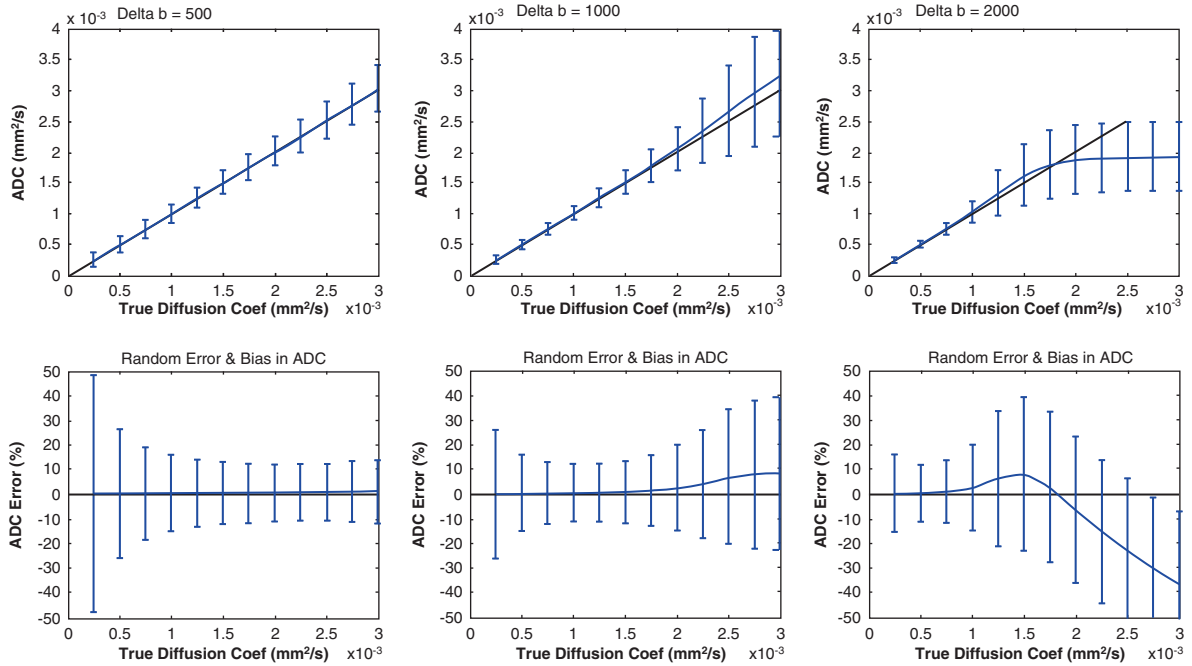 x 10⁻³ Delta b = 500
4
3.5
3
2.5
2
1.5
1
0.5
0
ADC (mm²/s)
0 0.5 1 1.5 2 2.5 3
True Diffusion Coef (mm²/s) x10⁻³
x 10⁻³ Delta b = 1000
4
3.5
3
2.5
2
1.5
1
0.5
0
ADC (mm²/s)
0 0.5 1 1.5 2 2.5 3
True Diffusion Coef (mm²/s) x10⁻³
x 10⁻³ Delta b = 2000
4
3.5
3
2.5
2
1.5
1
0.5
0
ADC (mm²/s)
0 0.5 1 1.5 2 2.5 3
True Diffusion Coef (mm²/s) x10⁻³
Random Error & Bias in ADC
50
40
30
20
10
0
-10
-20
-30
-40
-50
ADC Error (%)
0 0.5 1 1.5 2 2.5 3
True Diffusion Coef (mm²/s) x10⁻³
Random Error & Bias in ADC
50
40
30
20
10
0
-10
-20
-30
-40
-50
ADC Error (%)
0 0.5 1 1.5 2 2.5 3
True Diffusion Coef (mm²/s) x10⁻³
Random Error & Bias in ADC
50
40
30
20
10
0
-10
-20
-30
-40
-50
ADC Error (%)
0 0.5 1 1.5 2 2.5 3
True Diffusion Coef (mm²/s) x10⁻³